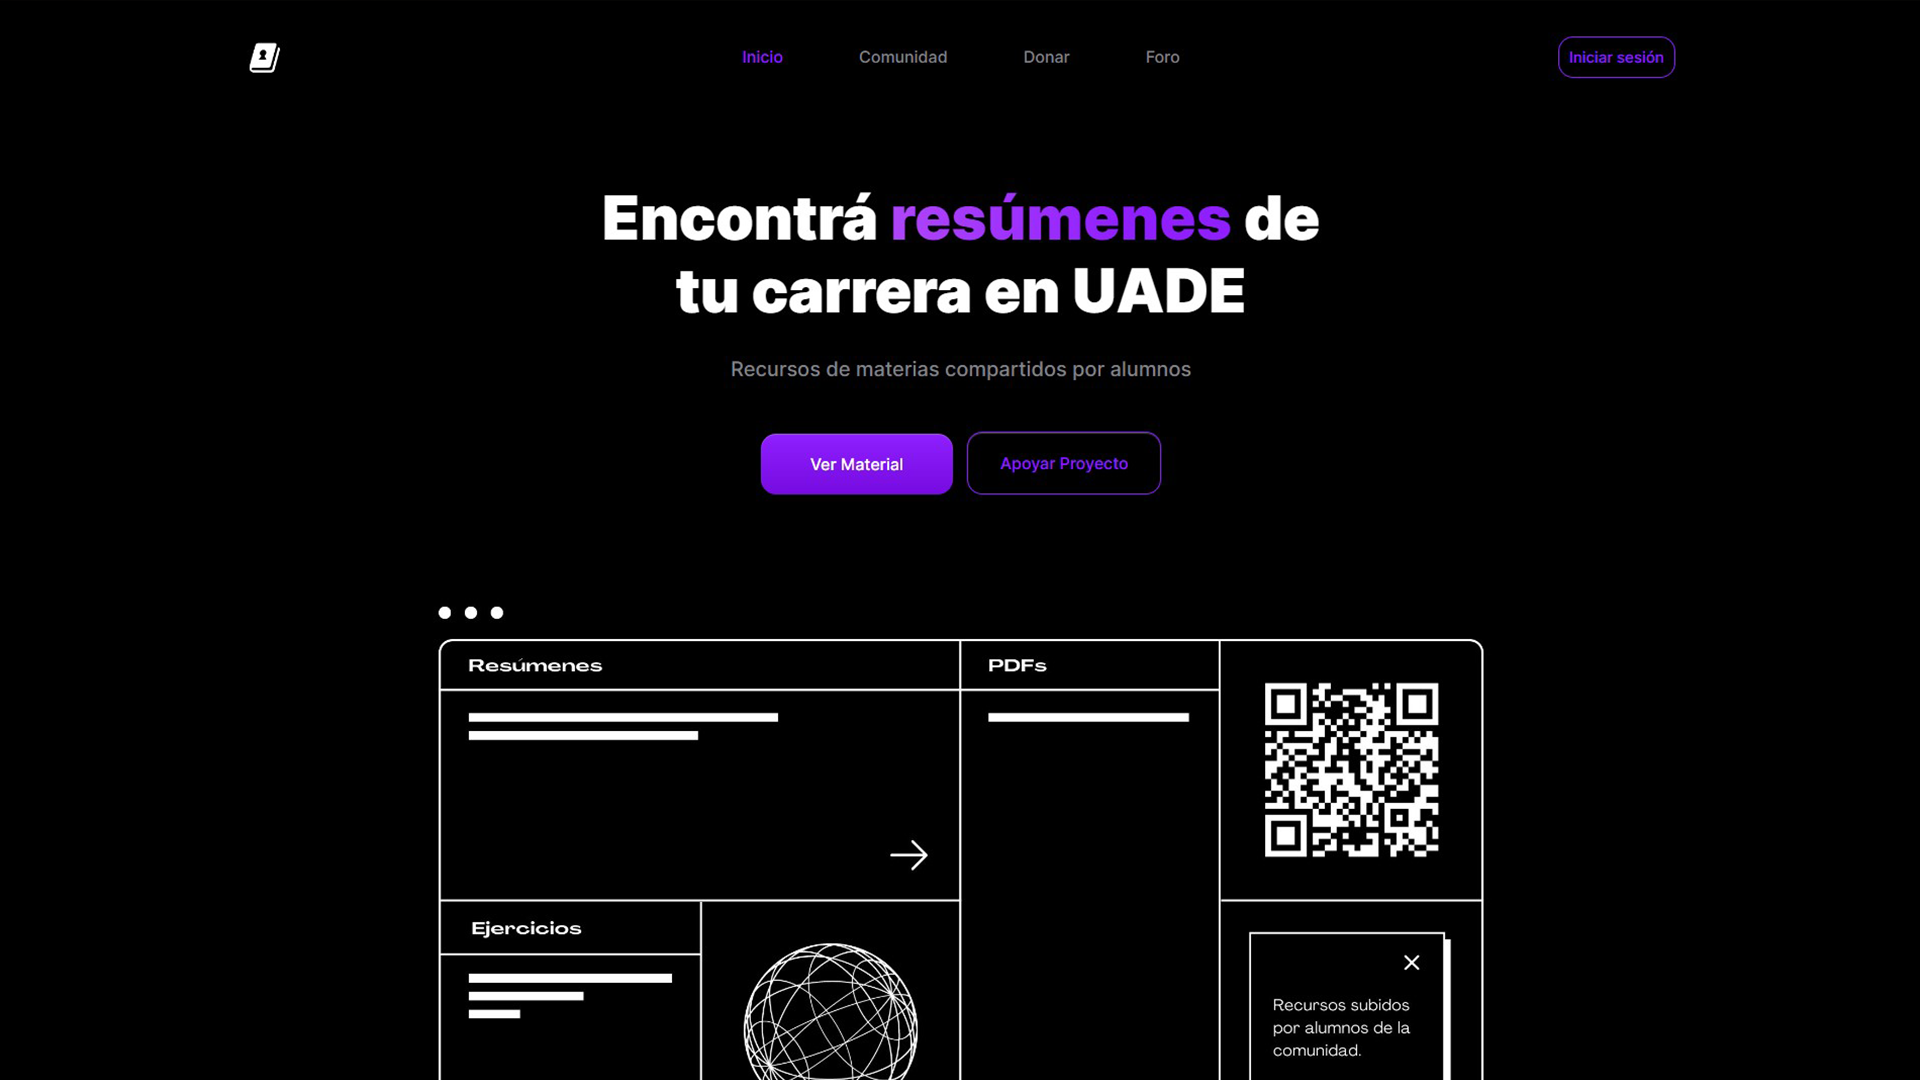 Inicio
Comunidad
Donar
Foro
Iniciar sesión
Encontrá resúmenes de
tu carrera en UADE
Recursos de materias compartidos por alumnos
Ver Material
Apoyar Proyecto
Resúmenes
PDFs
Ejercicios
Recursos subidos
por alumnos de la
comunidad.